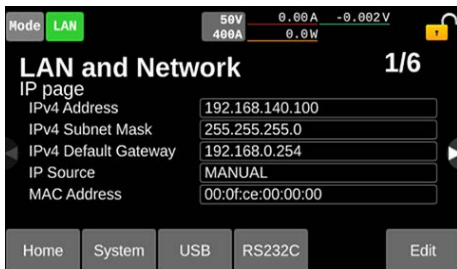 Mode LAN 50V 0.00A -0.002V
400A 0.0W
LAN and Network 1/6
IP page
IPv4 Address 192.168.140.100
IPv4 Subnet Mask 255.255.255.0
IPv4 Default Gateway 192.168.0.254
IP Source MANUAL
MAC Address 00:0f:ce:00:00:00
Home System USB RS232C Edit